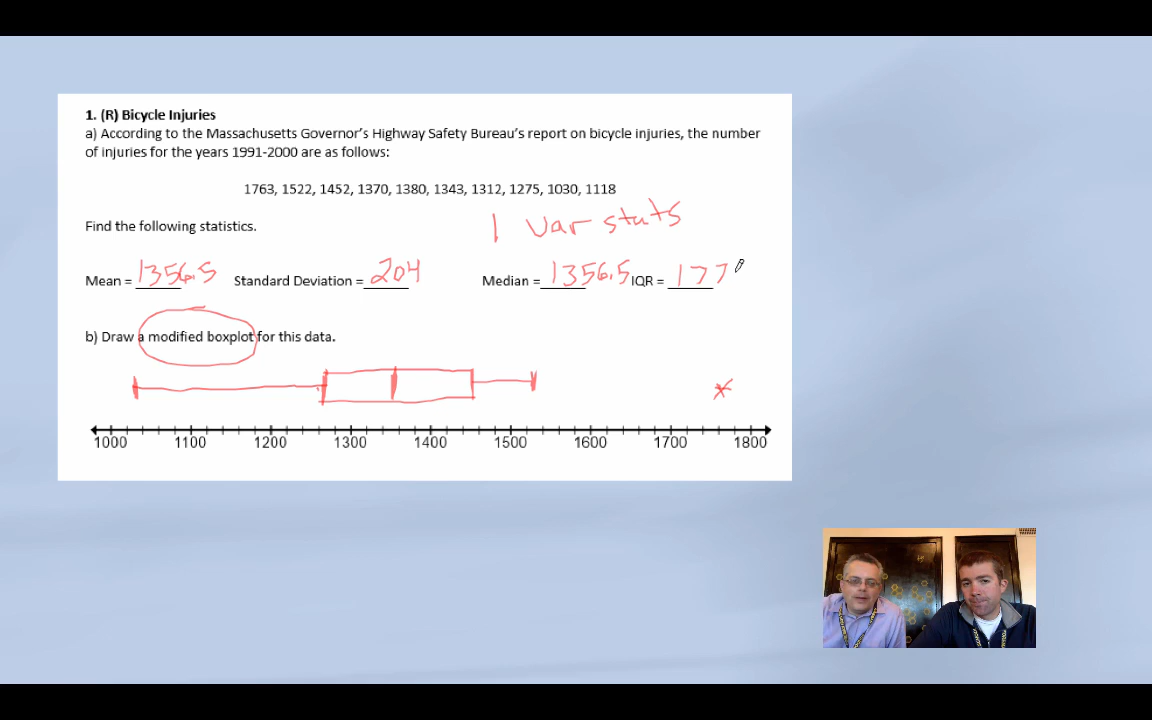 1. (R) Bicycle Injuries
a) According to the Massachusetts Governor's Highway Safety Bureau's report on bicycle injuries, the number
of injuries for the years 1991-2000 are as follows:
1763, 1522, 1452, 1370, 1380, 1343, 1312, 1275, 1030, 1118
1 Var stats
Find the following statistics.
Mean = 1356.5 Standard Deviation = 204 Median = 1356.5 IQR = 177
b) Draw a modified boxplot for this data.
1000 1100 1200 1300 1400 1500 1600 1700 1800